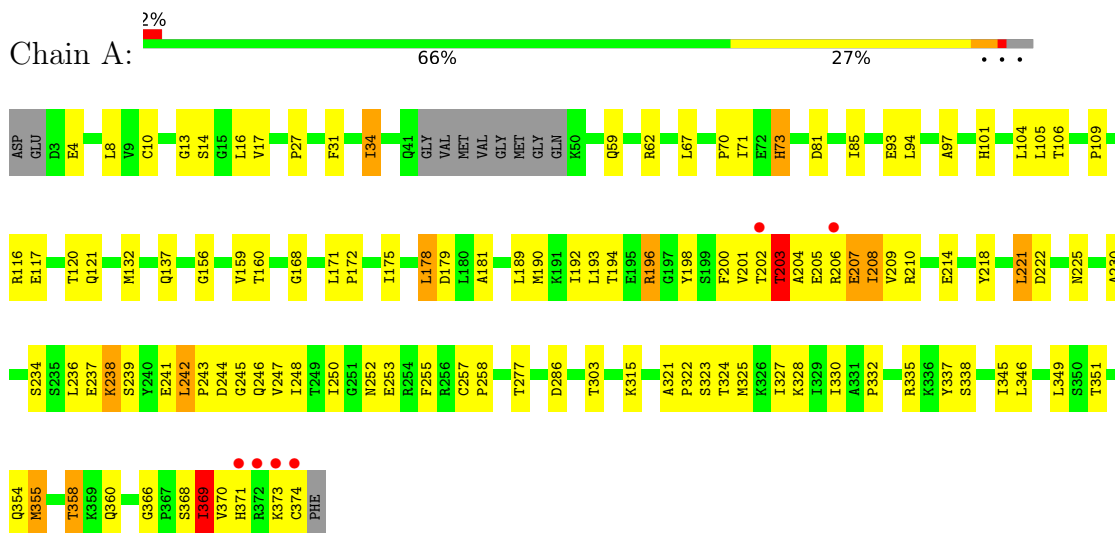 2%
Chain A:
66% 27% • • •
ASP GLU D3 E4 L8 V9 C10 G13 S14 G15 L16 V17 P27 F31 I34 Q41 GLY VAL MET VAL GLY MET GLY GLN K50 Q59 R62 L67 P70 I71 E72 H73 D81 I85 E93 L94 A97 H101 L104 L105 T106 P109
R116 E117 T120 Q121 M132 Q137 G156 V159 T160 G168 L171 P172 I175 L178 D179 L180 A181 L189 M190 K191 I192 L193 T194 E195 R196 G197 Y198 S199 F200 V201 T202 T203 A204 E205 R206 E207 I208 V209 R210 E214 Y218 L221 D222 N225 A230
S234 S235 L236 E237 K238 S239 Y240 E241 L242 P243 D244 G245 Q246 V247 I248 T249 I250 G251 N252 E253 R254 F255 R256 C257 P258 T277 D286 T303 K315 A321 P322 S323 T324 M325 K326 I327 K328 I329 I330 A331 P332 R335 K336 Y337 S338 I345 L346 L349 S350 T351
Q354 M355 T358 K359 Q360 G366 P367 S368 I369 V370 H371 R372 K373 C374 PHE